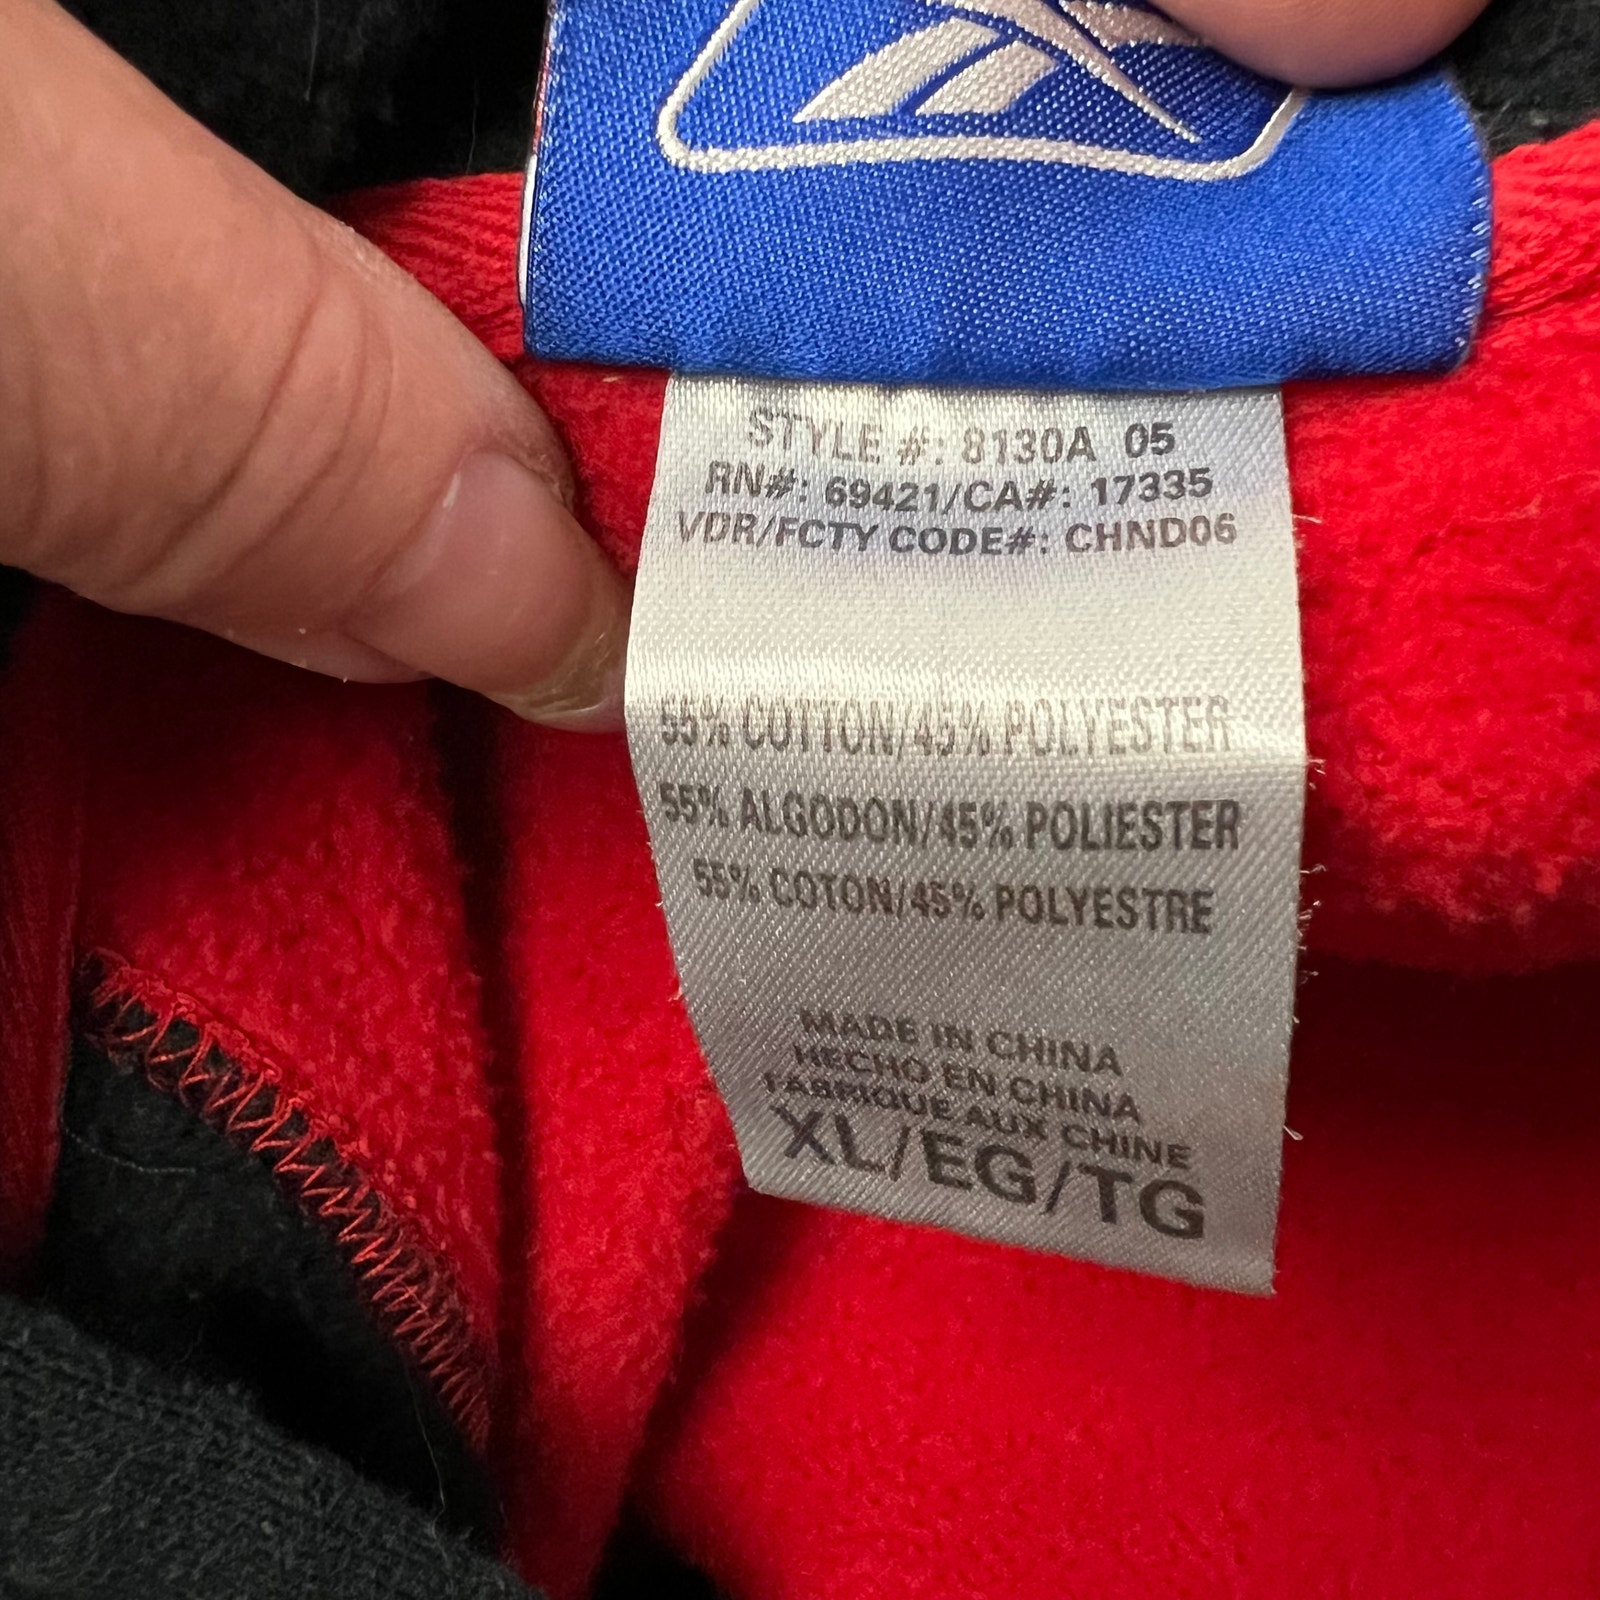 STYLE #: 8130A 05
RN#: 69421/CA#: 17335
VDR/FCTY CODE#: CHND06
55% COTTON/45% POLYESTER
55% ALGODON/45% POLIESTER
55% COTON/45% POLYESTRE
MADE IN CHINA
HECHO EN CHINA
FABRIQUE AUX CHINE
XL/EG/TG